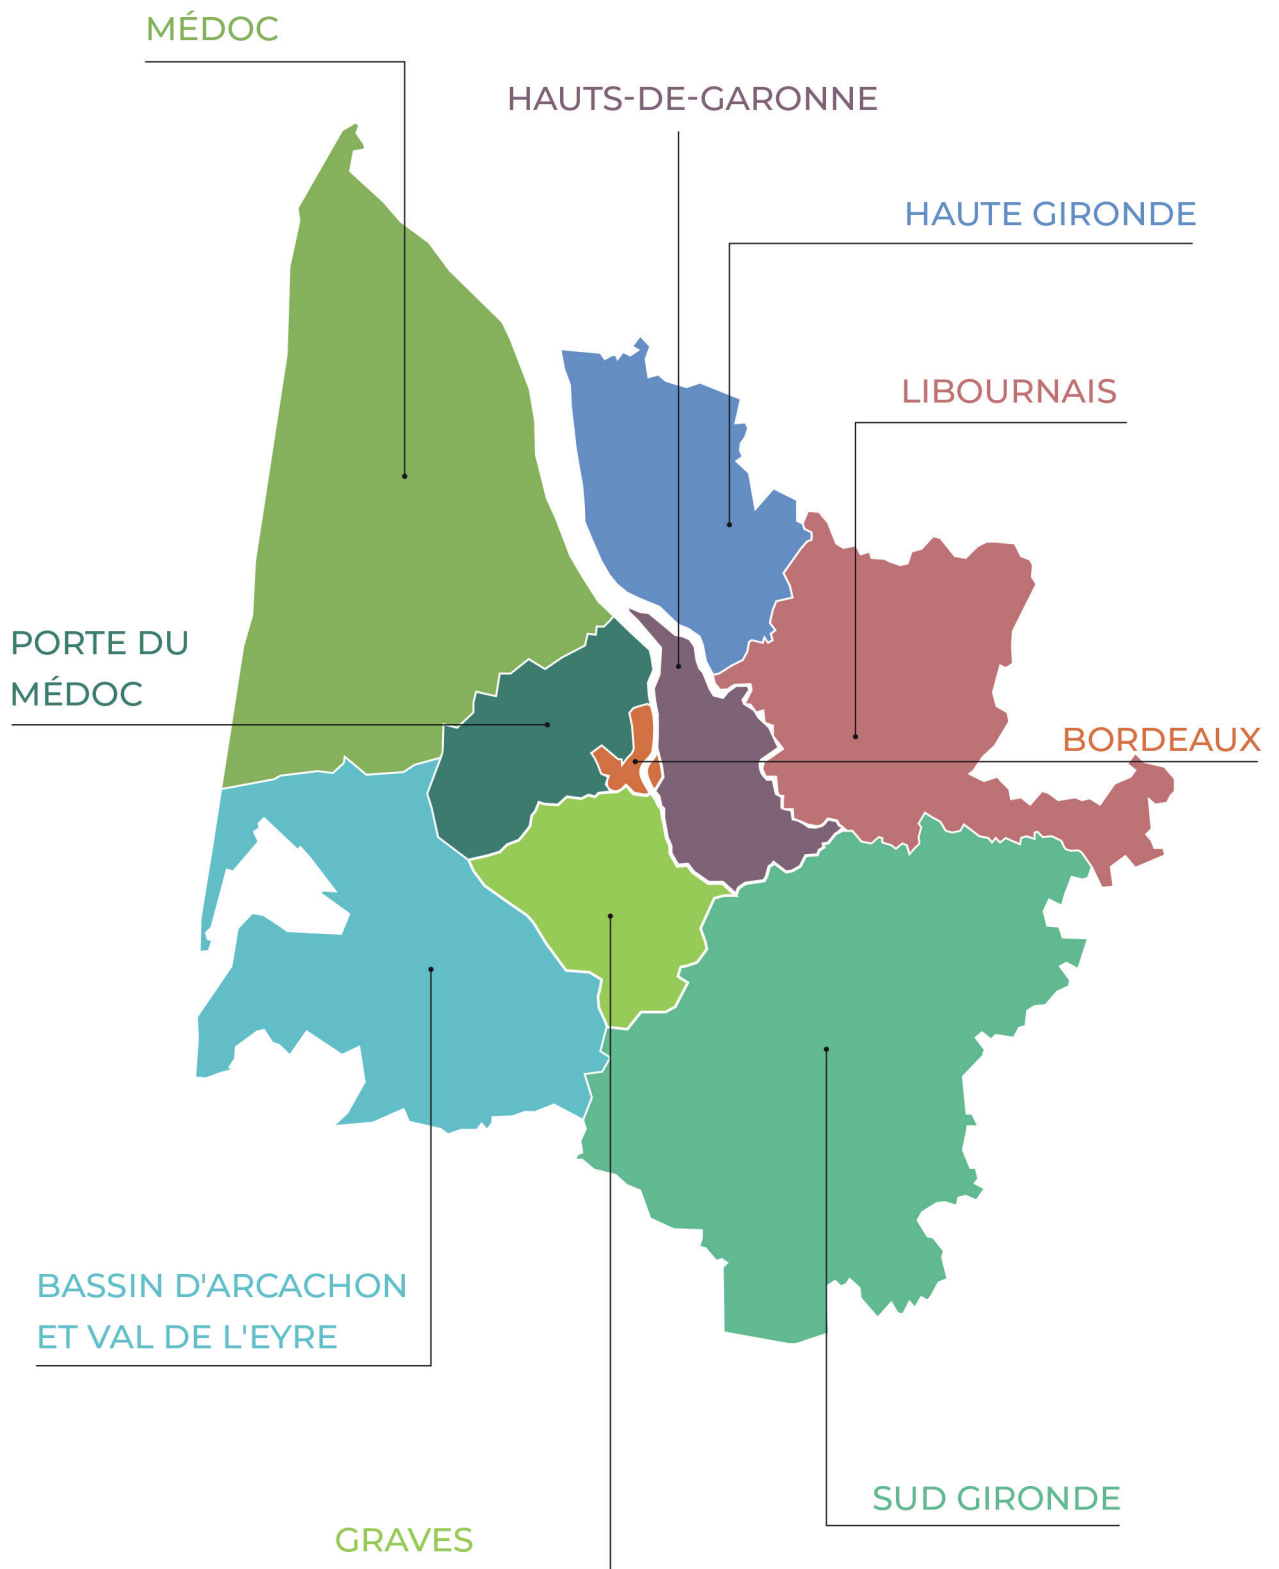 MÉDOC
HAUTS-DE-GARONNE
HAUTE GIRONDE
LIBOURNAIS
PORTE DU
MÉDOC
BORDEAUX
BASSIN D'ARCACHON
ET VAL DE L'EYRE
SUD GIRONDE
GRAVES